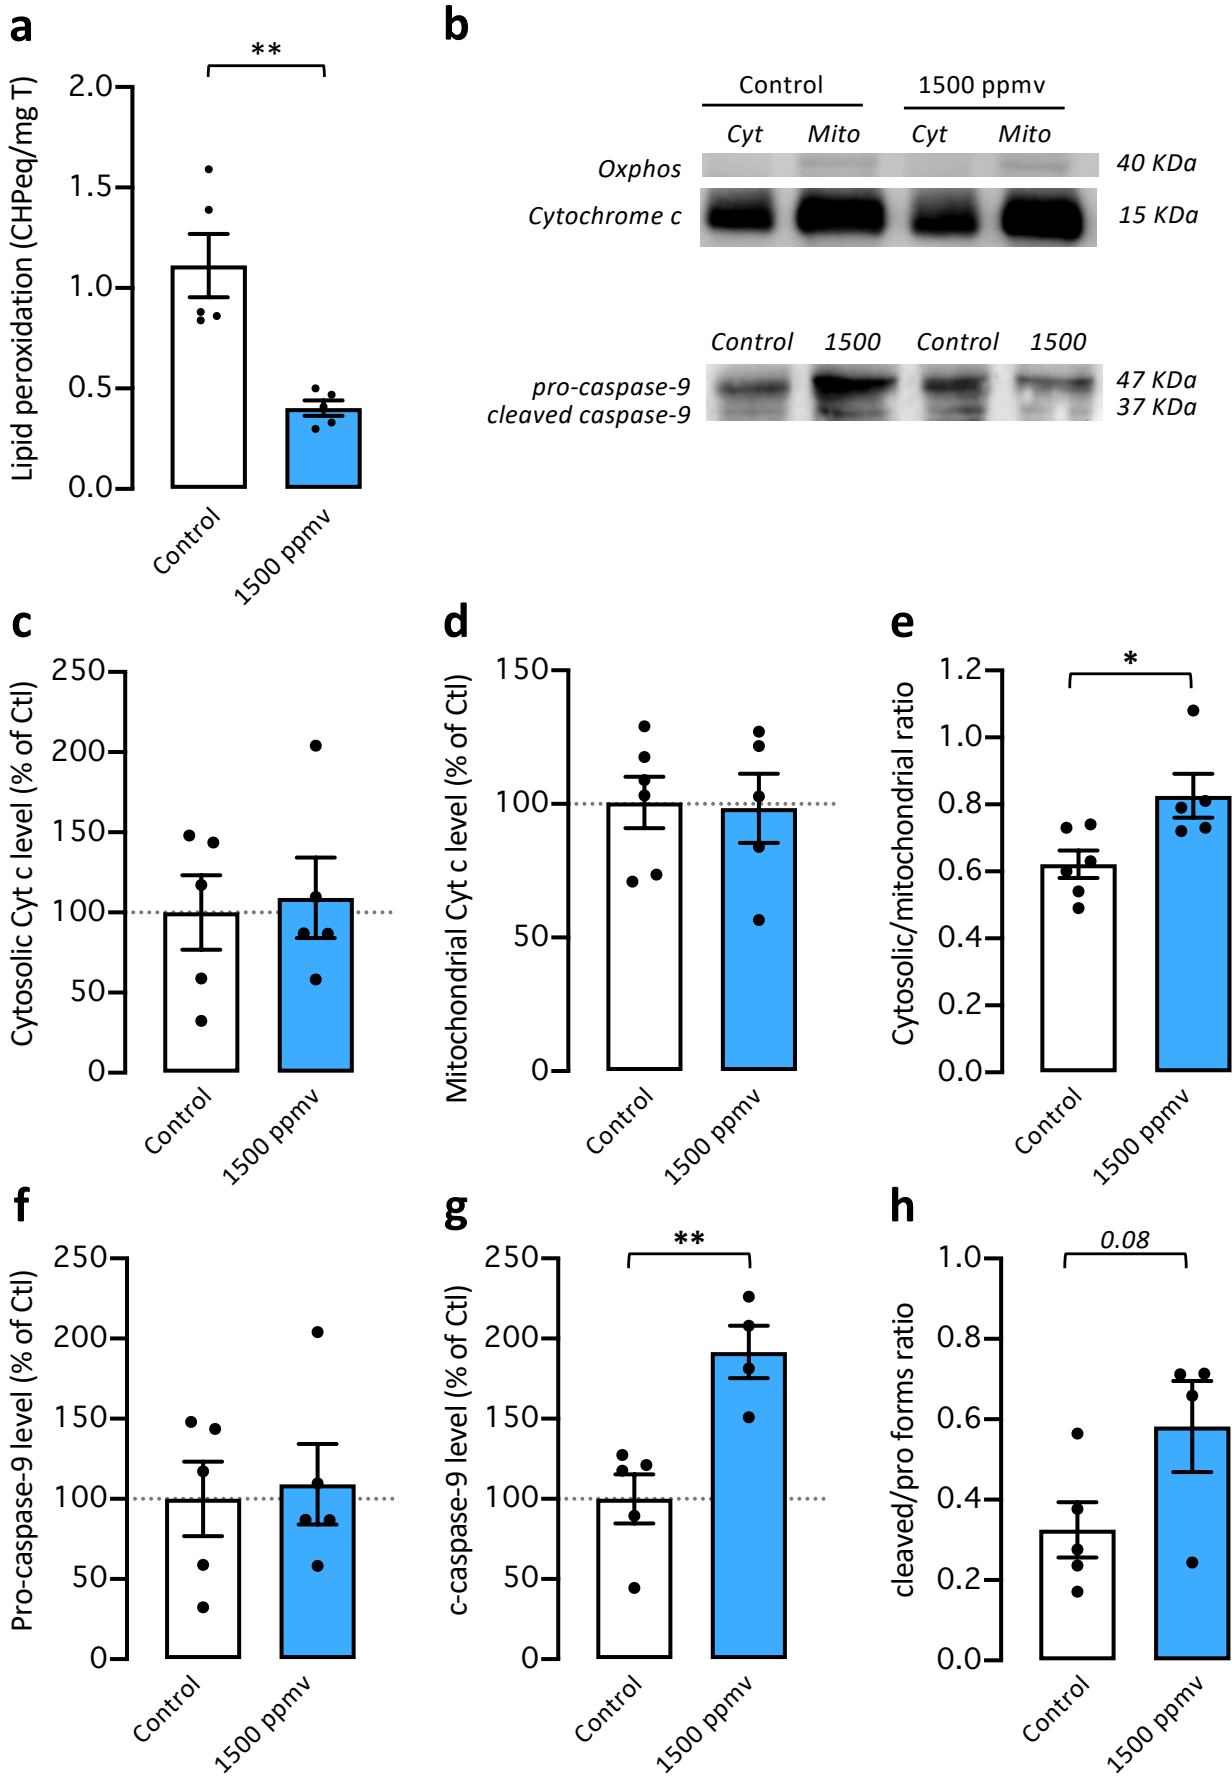 a
**
Lipid peroxidation (CHPeq/mg T)
2.0
1.5
1.0
0.5
0.0
Control
1500 ppmv
b
Control 1500 ppmv
Cyt Mito Cyt Mito
Oxphos 40 KDa
Cytochrome c 15 KDa
Control 1500 Control 1500
pro-caspase-9 47 KDa
cleaved caspase-9 37 KDa
c
Cytosolic Cyt c level (% of Ctl)
250
200
150
100
50
0
Control
1500 ppmv
d
Mitochondrial Cyt c level (% of Ctl)
150
100
50
0
Control
1500 ppmv
e
*
Cytosolic/mitochondrial ratio
1.2
1.0
0.8
0.6
0.4
0.2
0.0
Control
1500 ppmv
f
Pro-caspase-9 level (% of Ctl)
250
200
150
100
50
0
Control
1500 ppmv
g
**
c-caspase-9 level (% of Ctl)
250
200
150
100
50
0
Control
1500 ppmv
h
0.08
cleaved/pro forms ratio
1.0
0.8
0.6
0.4
0.2
0.0
Control
1500 ppmv